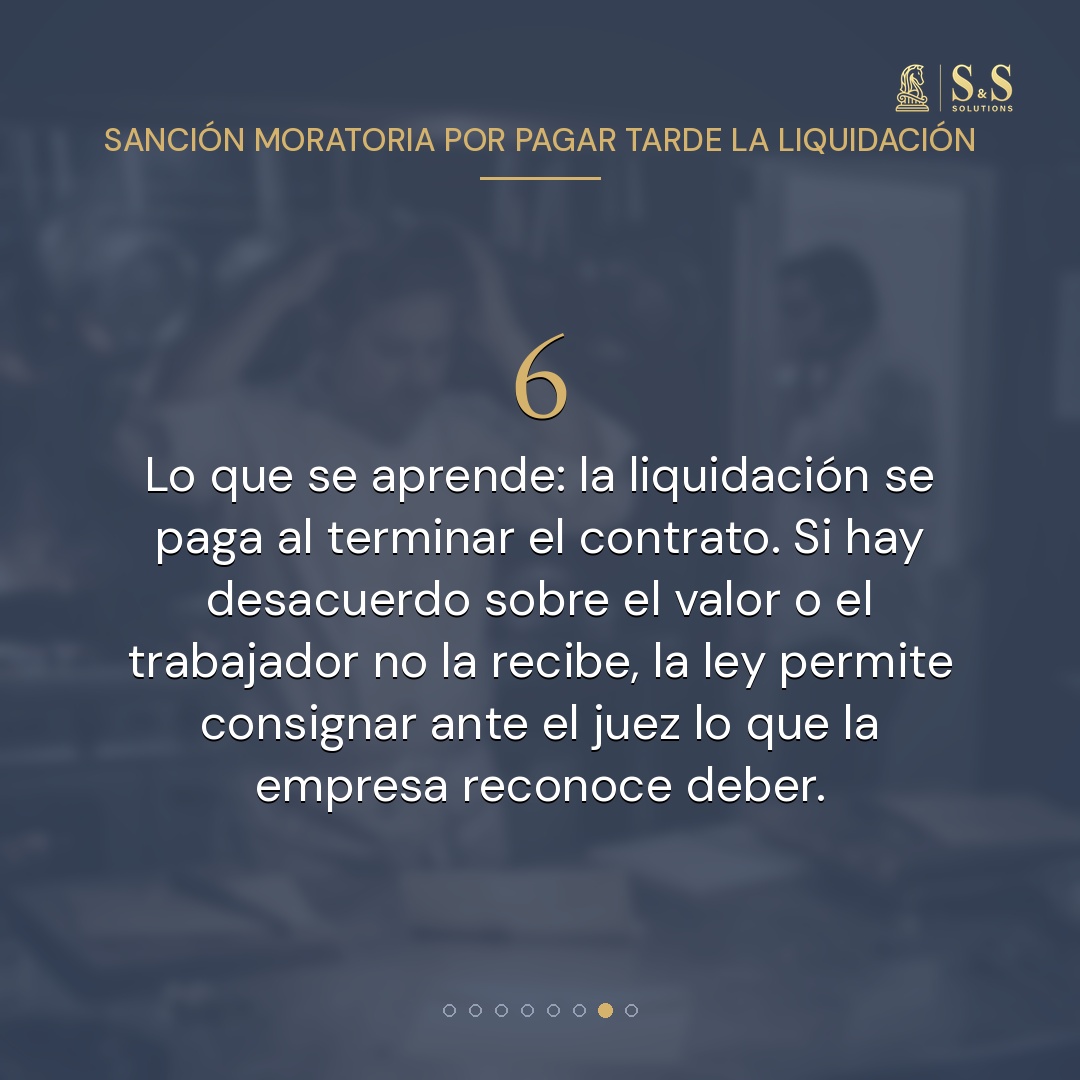 S&S
SOLUTIONS
SANCIÓN MORATORIA POR PAGAR TARDE LA LIQUIDACIÓN
6
Lo que se aprende: la liquidación se
paga al terminar el contrato. Si hay
desacuerdo sobre el valor o el
trabajador no la recibe, la ley permite
consignar ante el juez lo que la
empresa reconoce deber.